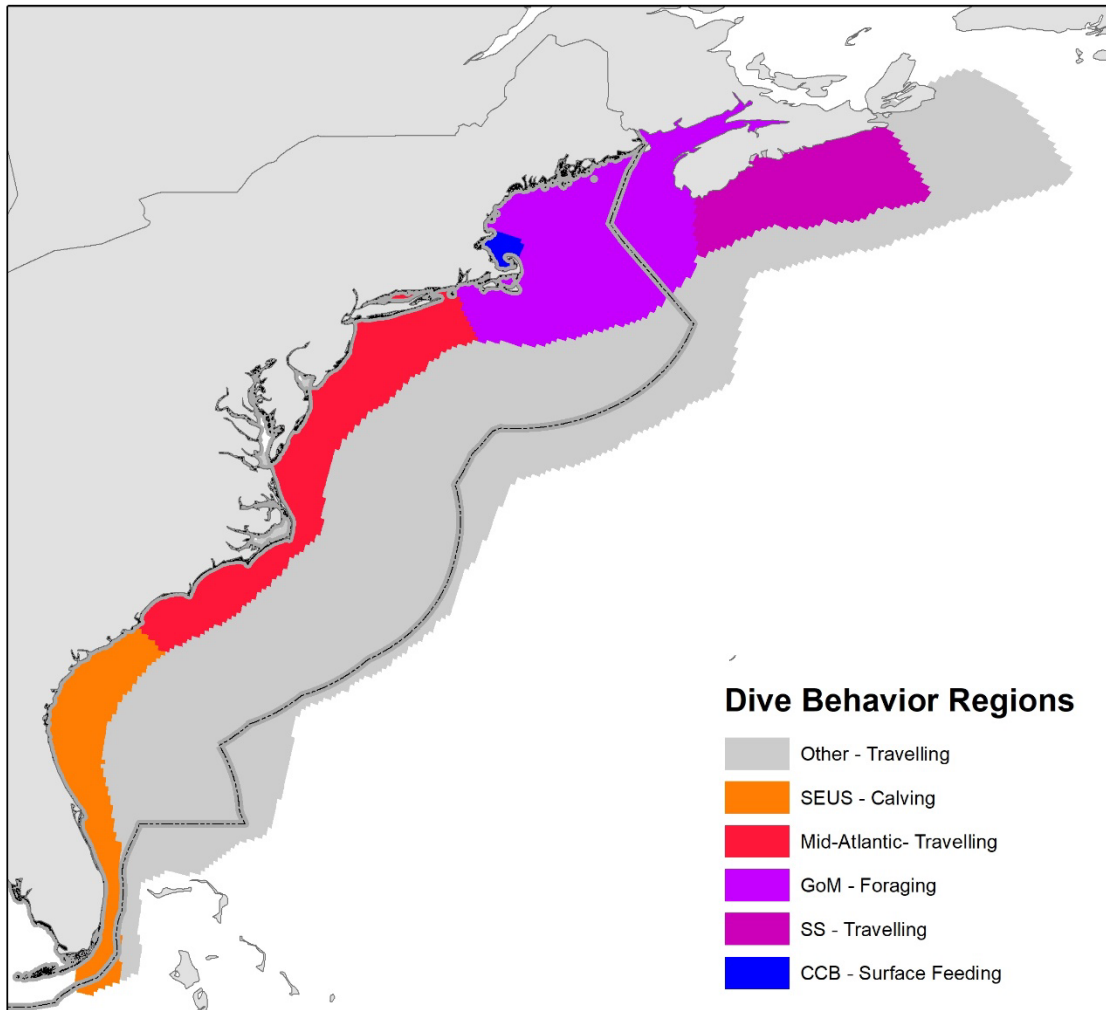 Dive Behavior Regions
Other - Travelling
SEUS - Calving
Mid-Atlantic- Travelling
GoM - Foraging
SS - Travelling
CCB - Surface Feeding